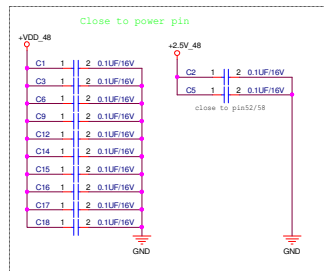 Close to power pin
+VDD_48
C1 1 2 0.1UF/16V
C3 1 2 0.1UF/16V
C6 1 2 0.1UF/16V
C9 1 2 0.1UF/16V
C12 1 2 0.1UF/16V
C14 1 2 0.1UF/16V
C15 1 2 0.1UF/16V
C16 1 2 0.1UF/16V
C17 1 2 0.1UF/16V
C18 1 2 0.1UF/16V
GND
+2.5V_48
C2 1 2 0.1UF/16V
C5 1 2 0.1UF/16V
close to pin52/58
GND